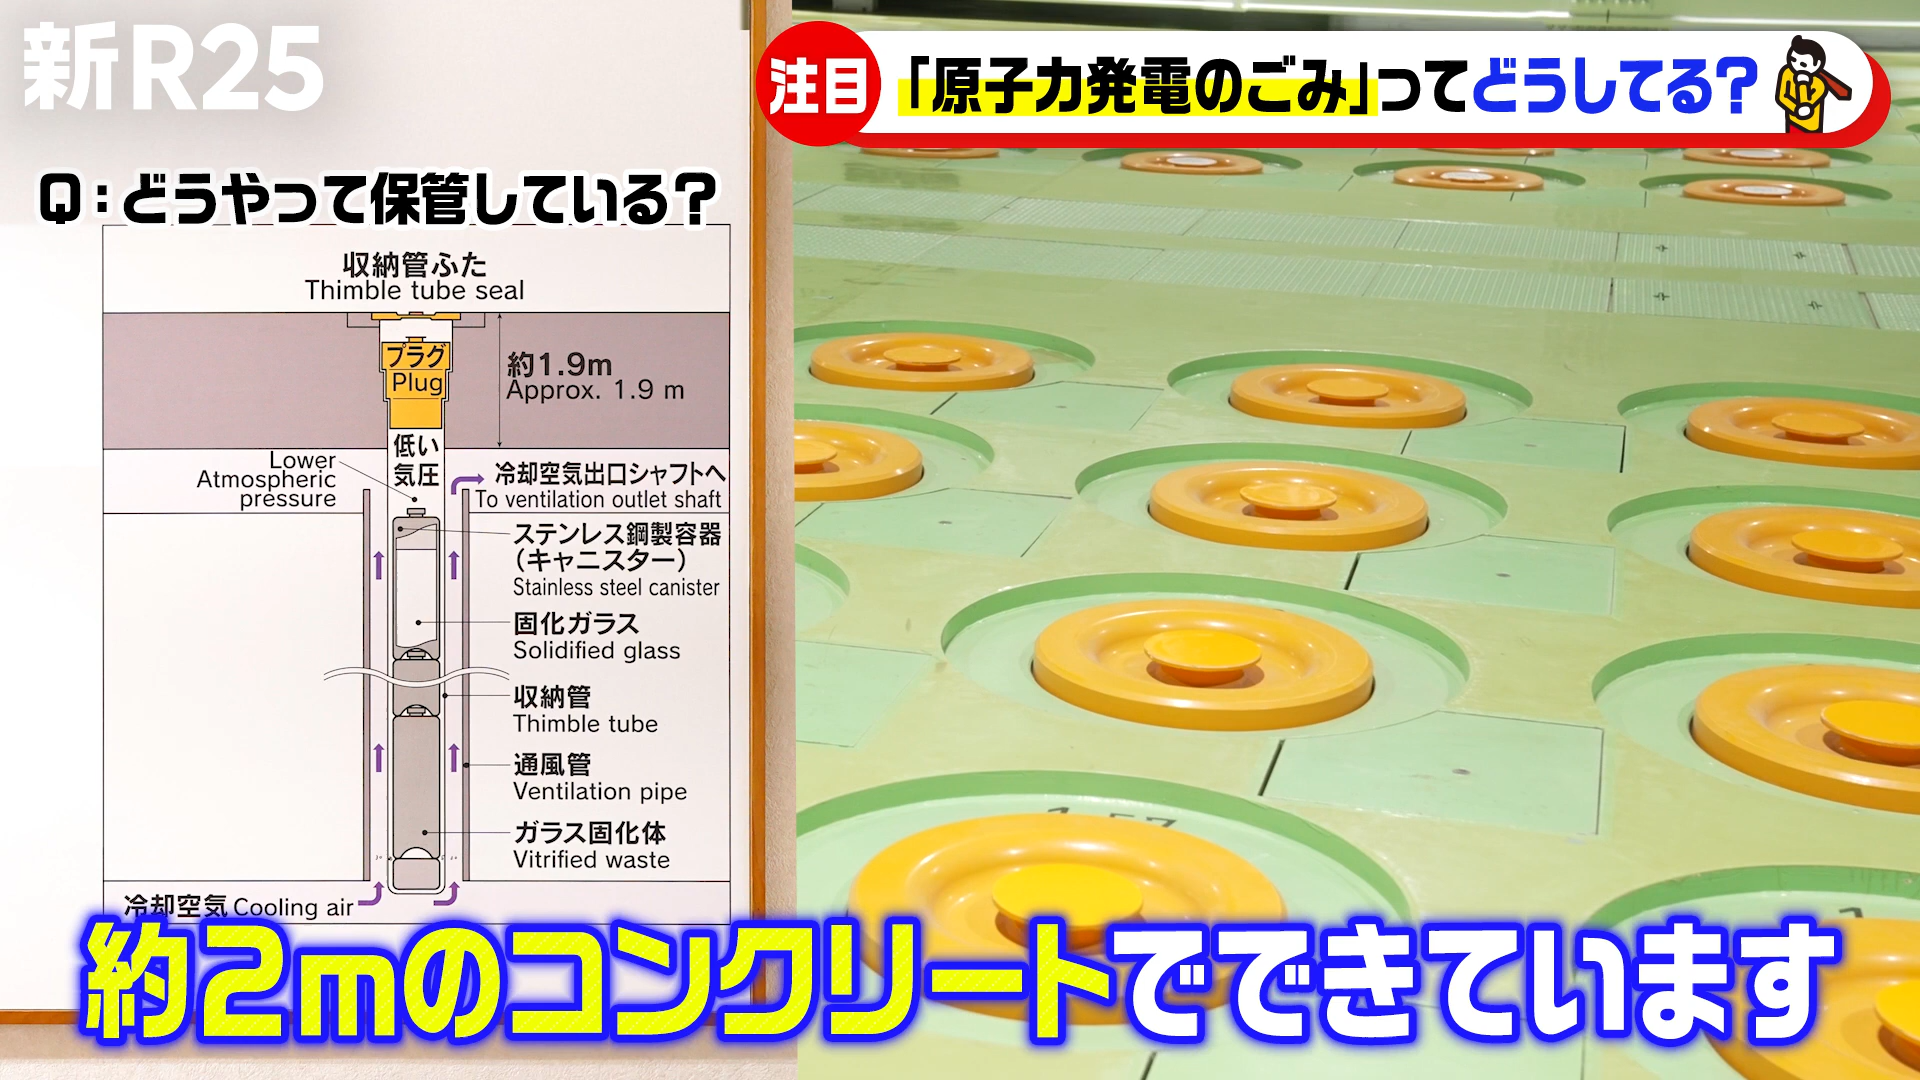 新R25
注目
「原子力発電のごみ」ってどうしてる？
Q：どうやって保管している？
収納管ふた
Thimble tube seal
プラグ
Plug
約1.9m
Approx. 1.9 m
低い
気圧
Lower
Atmospheric
pressure
冷却空気出口シャフトへ
To ventilation outlet shaft
ステンレス鋼製容器
（キャニスター）
Stainless steel canister
固化ガラス
Solidified glass
収納管
Thimble tube
通風管
Ventilation pipe
ガラス固化体
Vitrified waste
冷却空気 Cooling air
約2mのコンクリートでできています